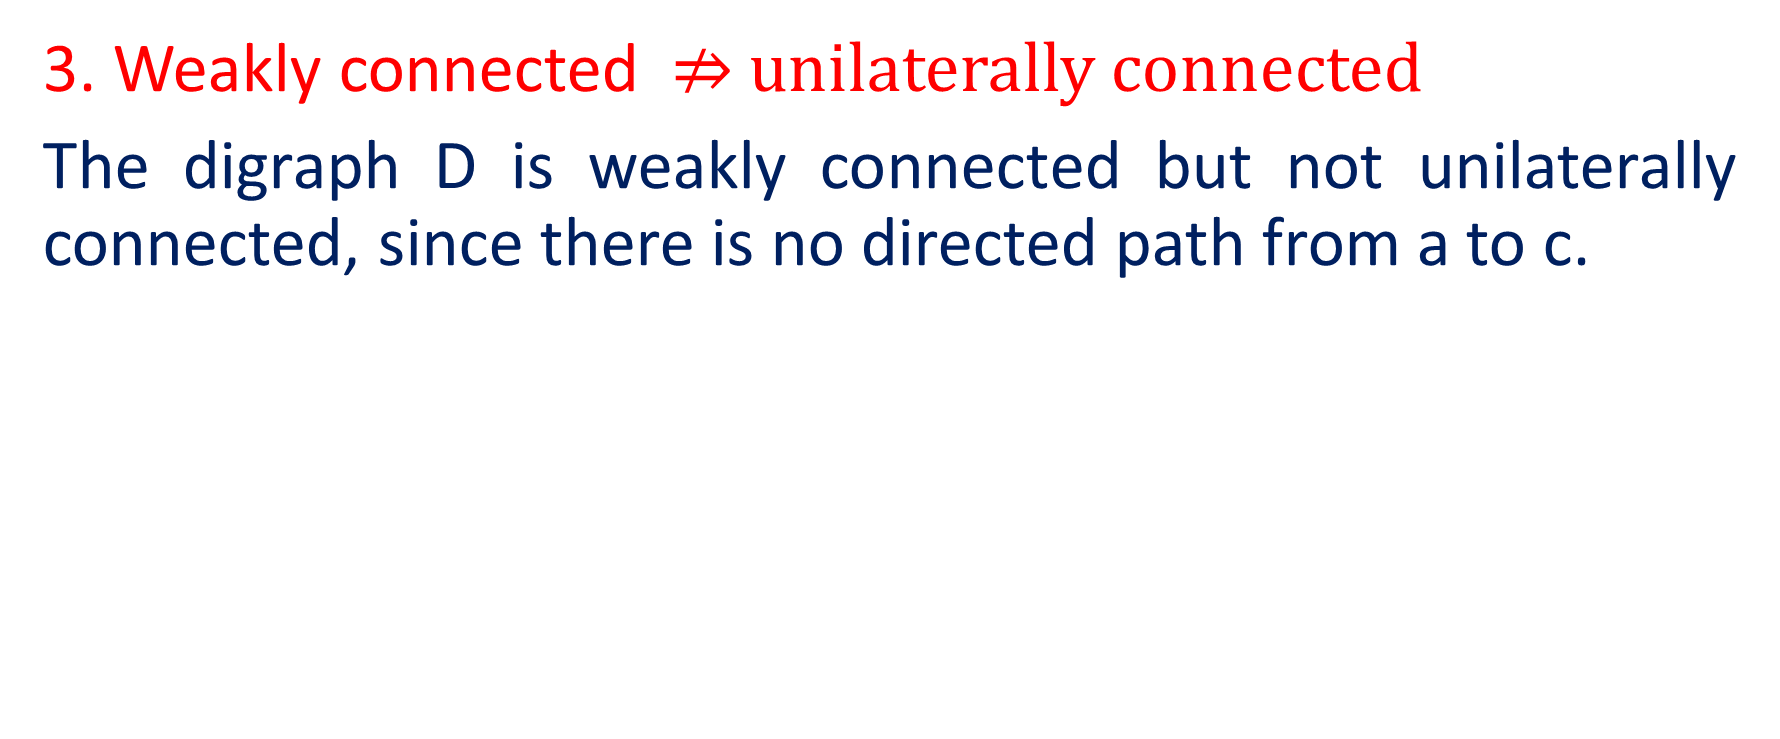 3. Weakly connected ⇏ unilaterally connected
The digraph D is weakly connected but not unilaterally
connected, since there is no directed path from a to c.